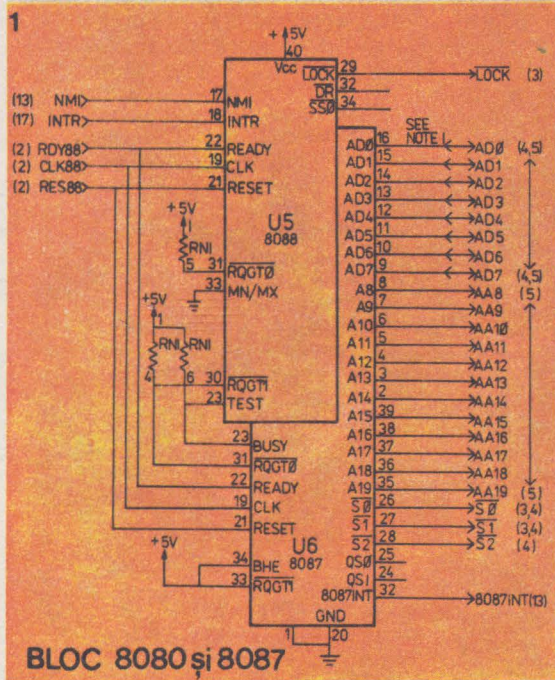 1
+5V
40
Vcc
LOCK 29 LOCK (3)
DR 32
SS0 34
(13) NMI 17 NMI
(17) INTR 18 INTR
(2) RDY88 22 READY
(2) CLK88 19 CLK
(2) RES88 21 RESET
U5
8088
+5V
1
RN1
5 31 RQGTØ
33 MN/MX
+5V
1
RN1 RN1
4 6
30 RQGT1
23 TEST
SEE
NOTE 1
ADØ 16 ADØ (4,5)
AD1 15 AD1
AD2 14 AD2
AD3 13 AD3
AD4 12 AD4
AD5 11 AD5
AD6 10 AD6
AD7 9 AD7 (4,5)
A8 8 AA8 (5)
A9 7 AA9
A10 6 AA1Ø
A11 5 AA11
A12 4 AA12
A13 3 AA13
A14 2 AA14
A15 39 AA15
A16 38 AA16
A17 37 AA17
A18 36 AA18
A19 35 AA19 (5)
SØ 26 SØ (3,4)
S1 27 S1 (3,4)
S2 28 S2 (4)
QSØ 25
QS1 24
8087INT 32 8087INT(13)
23 BUSY
31 RQGTØ
22 READY
19 CLK
21 RESET
U6
8087
+5V
34 BHE
33 RQGT1
GND
1 20
BLOC 8080 și 8087